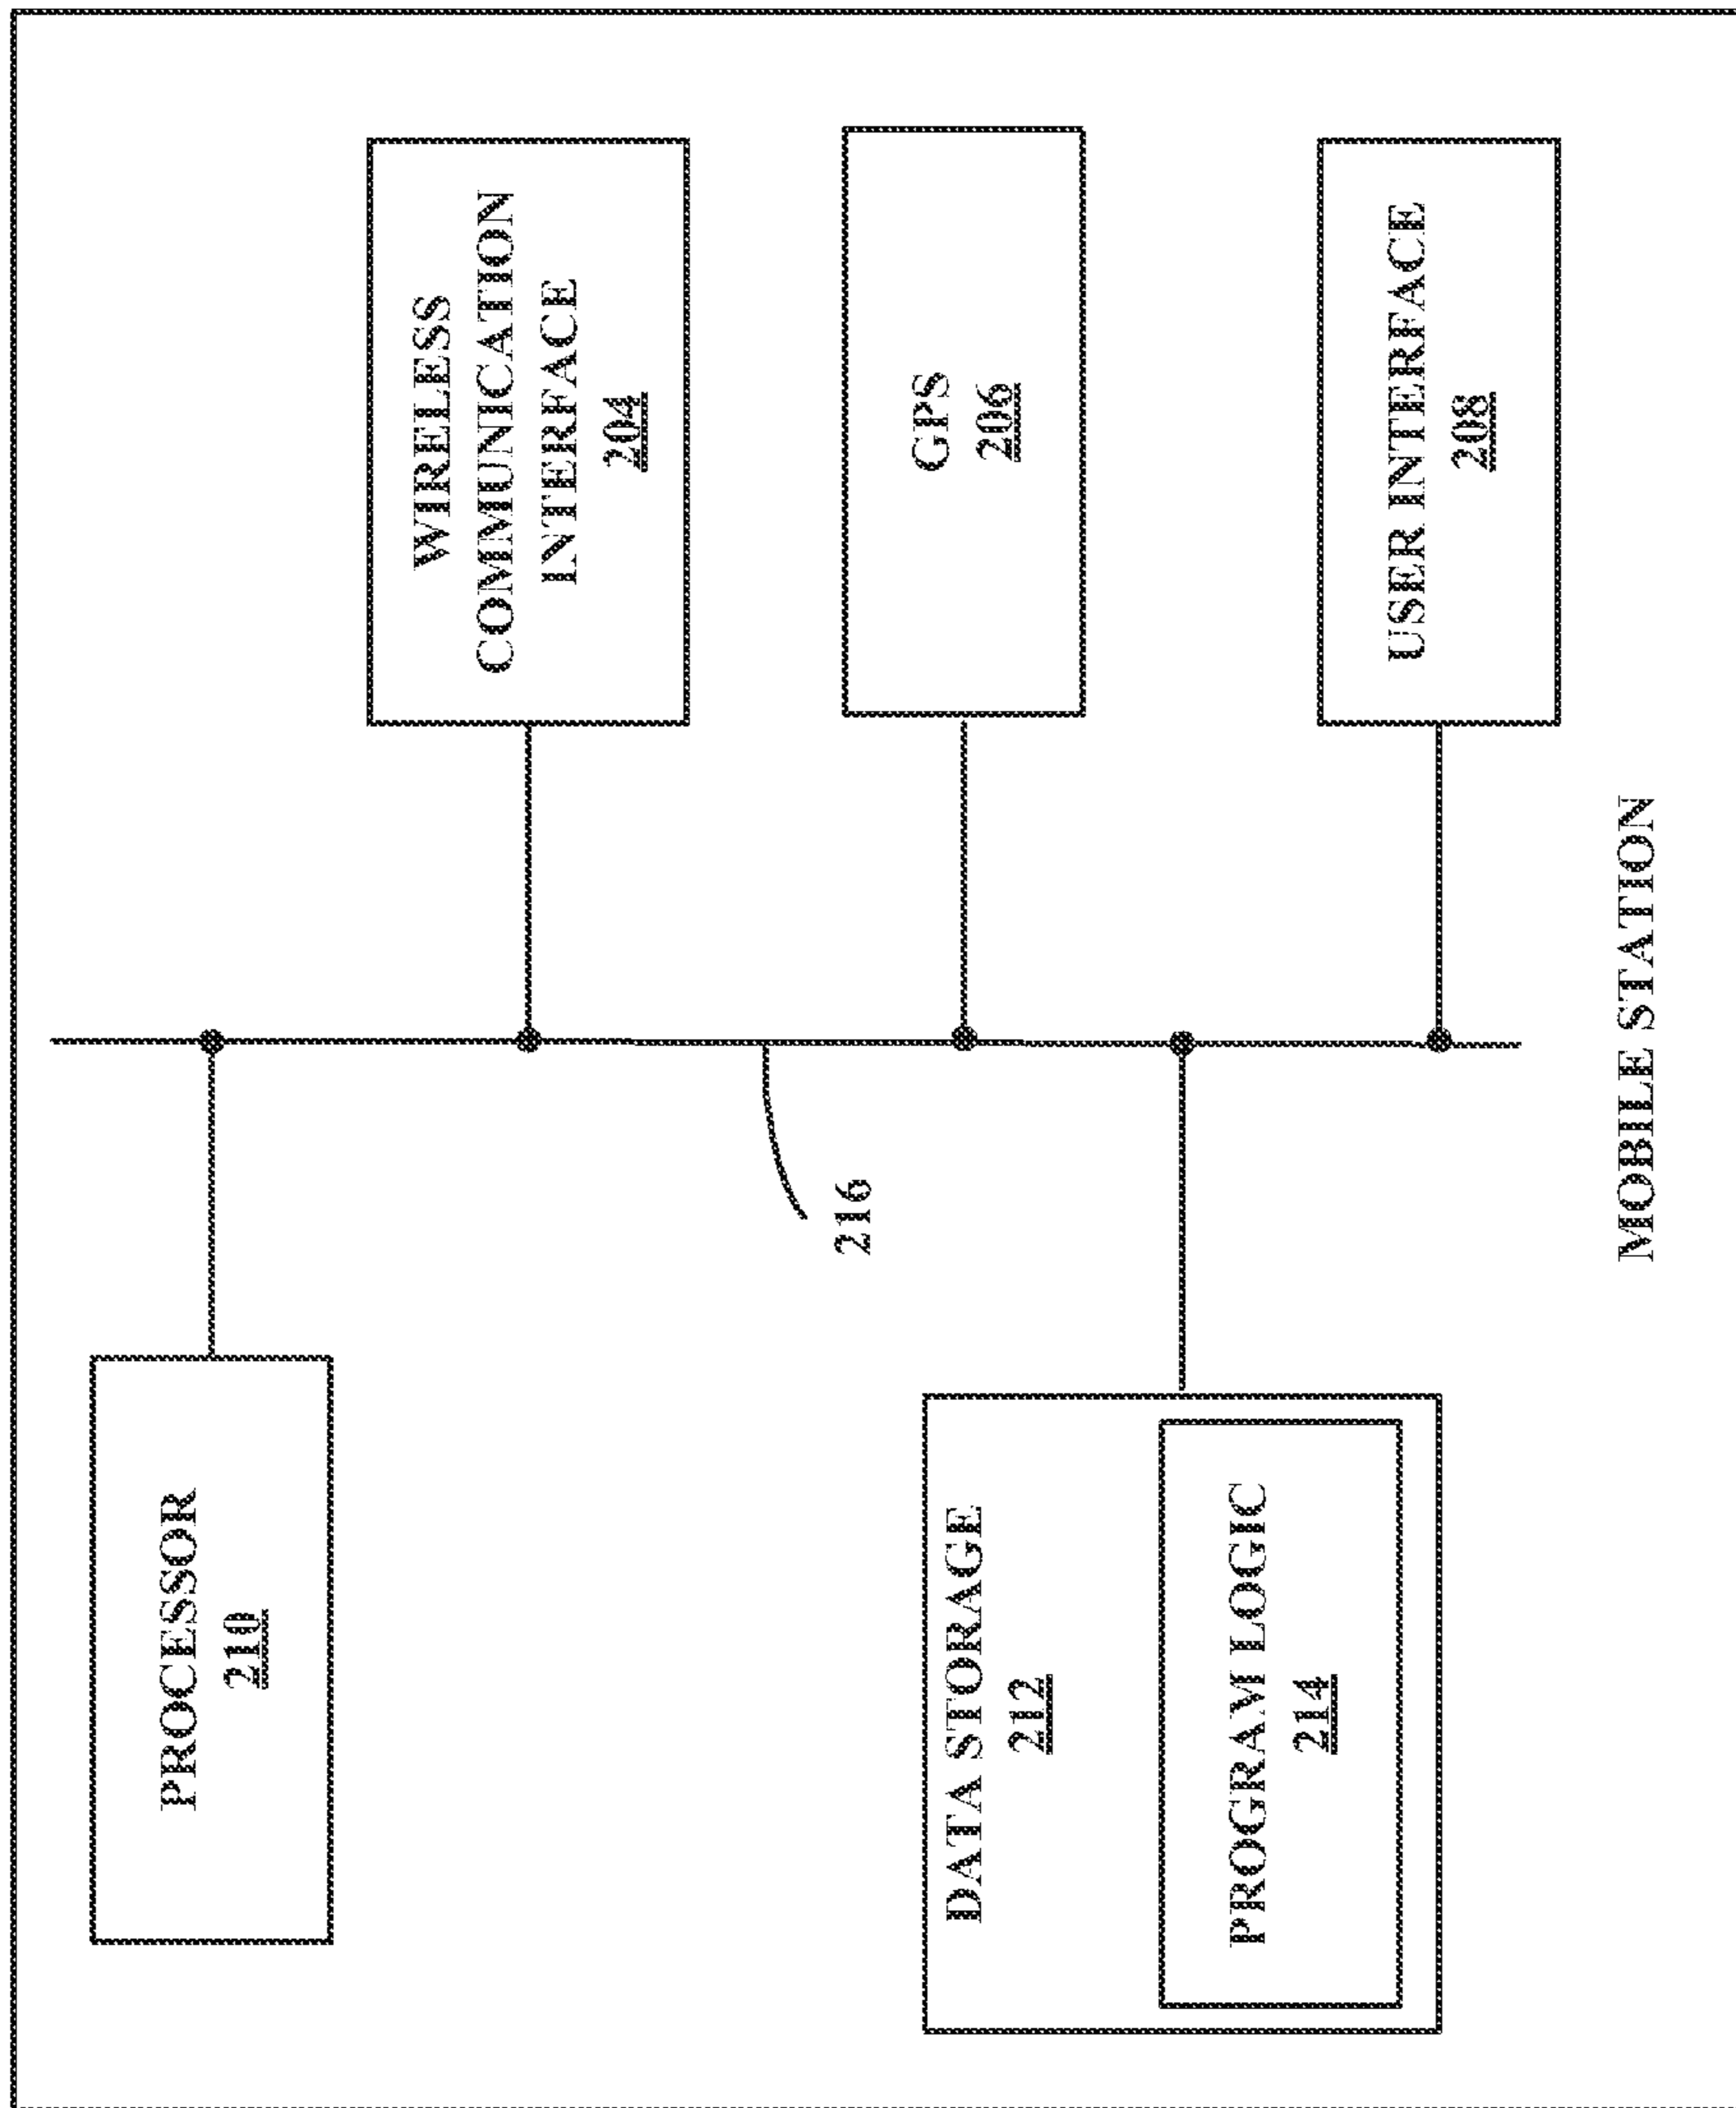 WIRELESS
COMMUNICATION
INTERFACE
204
GPS
206
USER INTERFACE
208
216
PROCESSOR
210
DATA STORAGE
212
PROGRAM LOGIC
214
MOBILE STATION